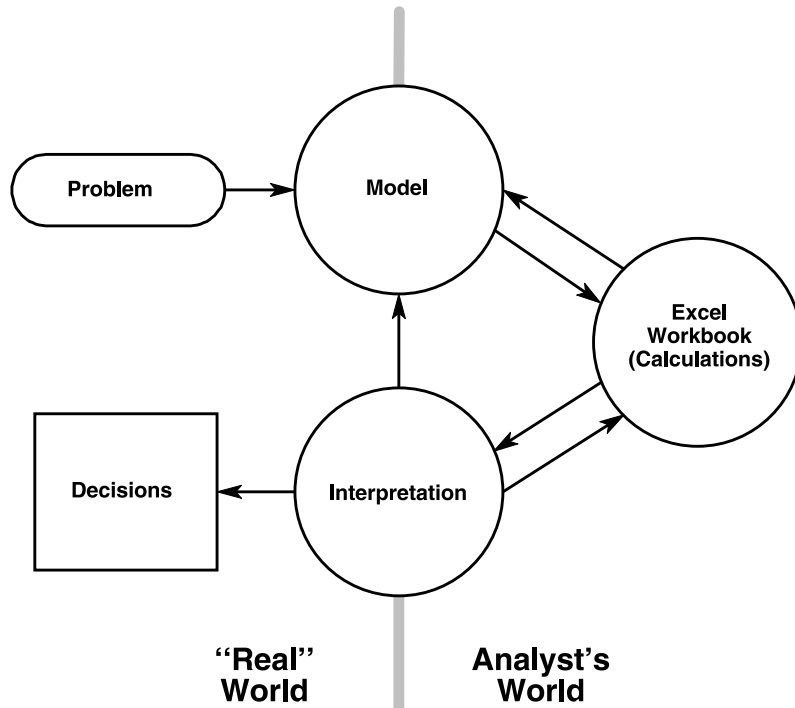 Problem
Model
Excel
Workbook
(Calculations)
Decisions
Interpretation
‘‘Real’’
World
Analyst's
World